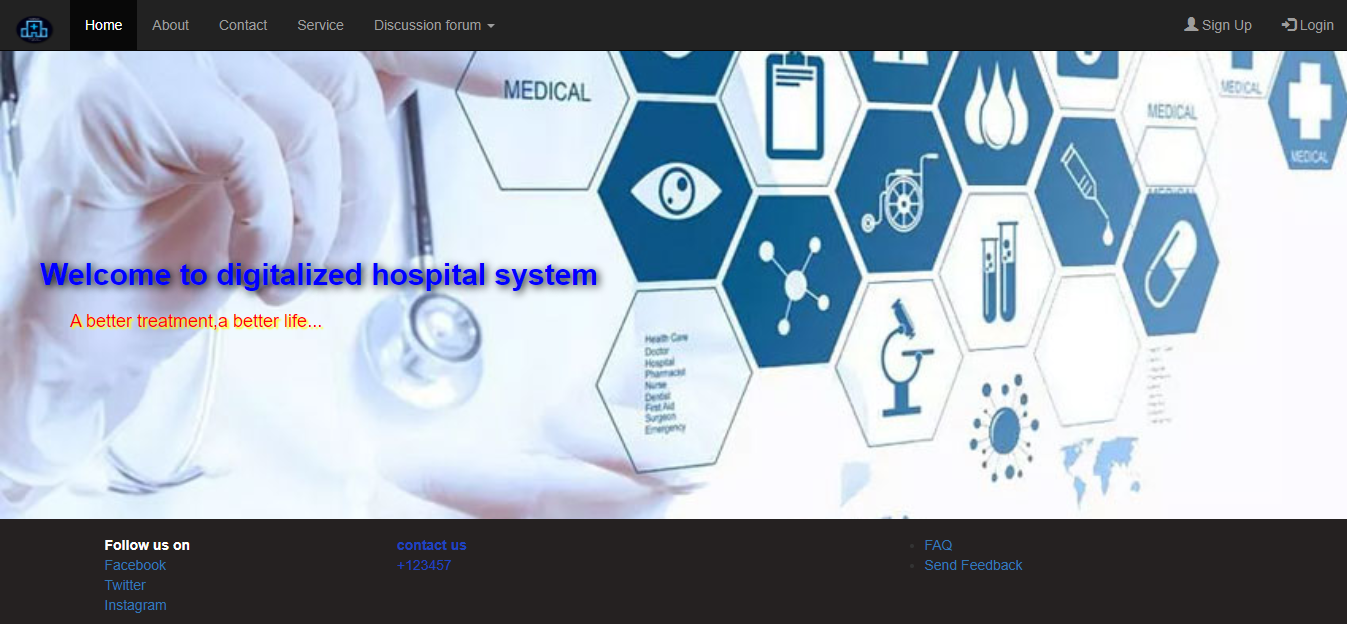 Home About Contact Service Discussion forum Sign Up Login
MEDICAL
MEDICAL
MEDICAL
MEDICAL
Welcome to digitalized hospital system
A better treatment,a better life...
Health Care
Doctor
Hospital
Pharmacist
Nurse
Dentist
First Aid
Surgeon
Emergency
Follow us on
Facebook
Twitter
Instagram
contact us
+123457
FAQ
Send Feedback